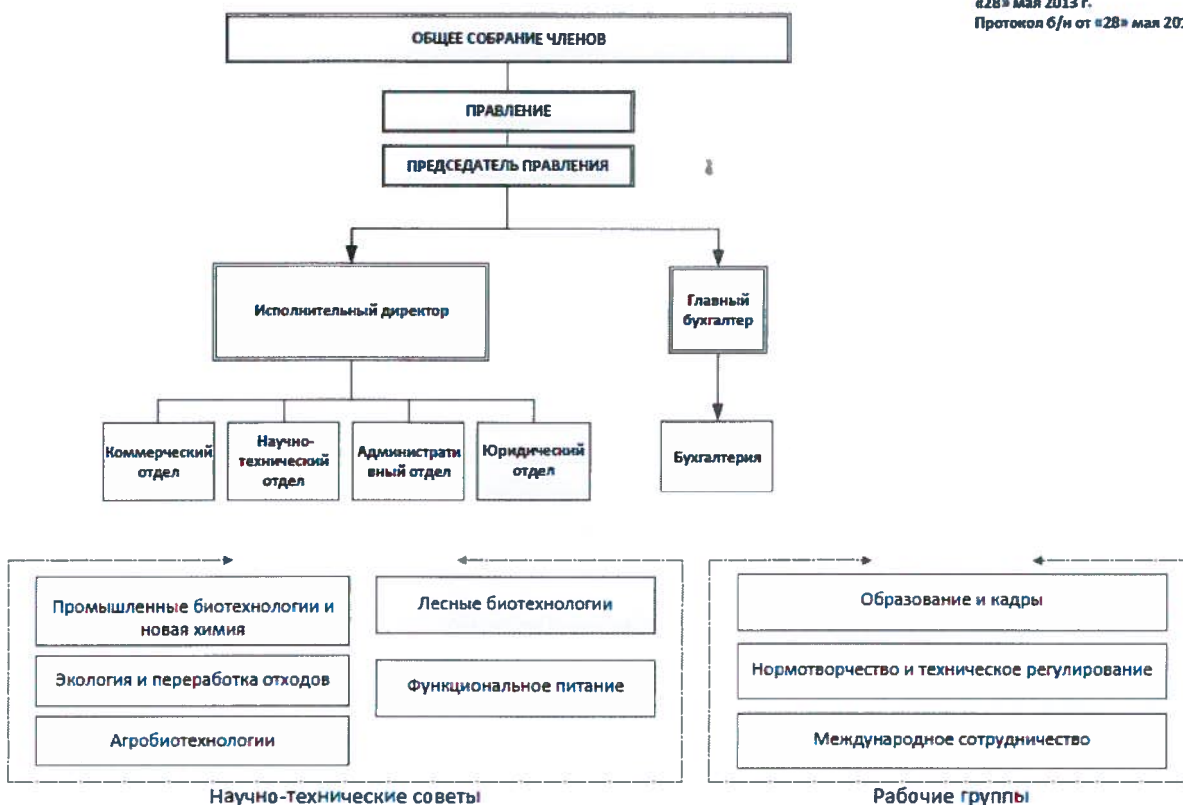 «28» мая 2013 г.
Протокол б/н от «28» мая
ОБЩЕЕ СОБРАНИЕ ЧЛЕНОВ
ПРАВЛЕНИЕ
ПРЕДСЕДАТЕЛЬ ПРАВЛЕНИЯ
Исполнительный директор
Главный
бухгалтер
Коммерческий
отдел
Научно-
технический
отдел
Администрати
вный отдел
Юридический
отдел
Бухгалтерия
Промышленные биотехнологии и
новая химия
Экология и переработка отходов
Агробиотехнологии
Лесные биотехнологии
Функциональное питание
Научно-технические советы
Образование и кадры
Нормотворчество и техническое регулирование
Международное сотрудничество
Рабочие группы